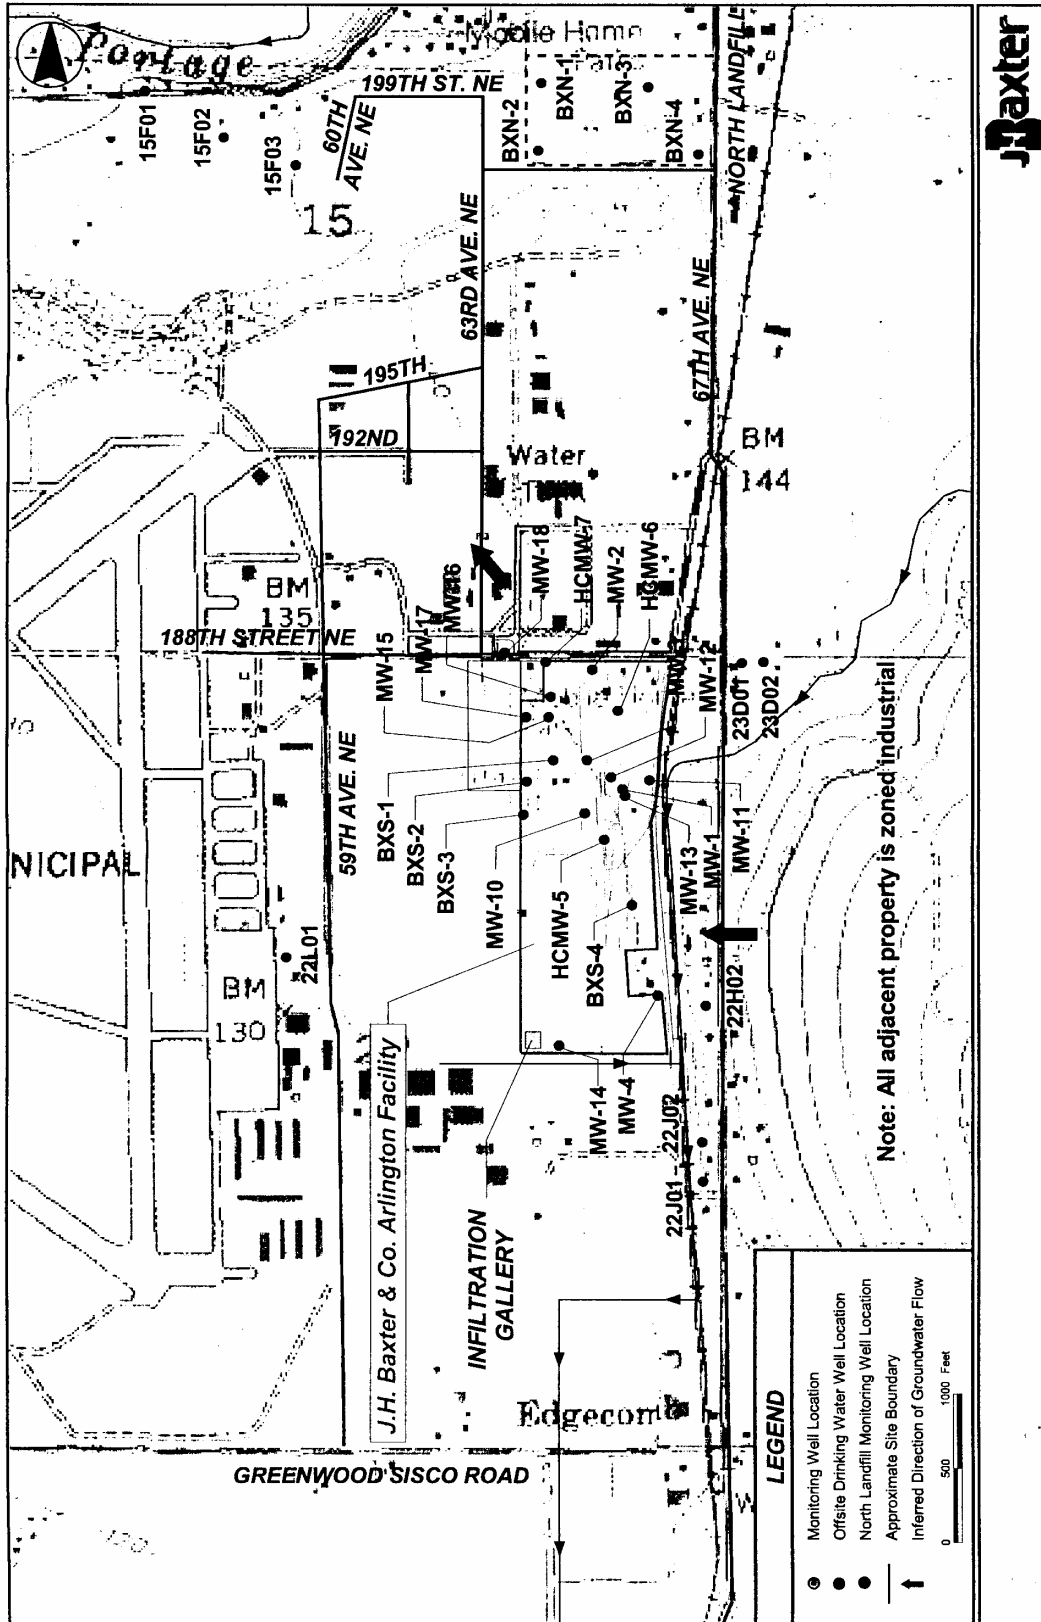 Portage
Mobile Home
Park
199TH ST. NE
60TH
AVE. NE
15F01
15F02
15F03
15
BXN-2
BXN-1
BXN-3
BXN-4
NORTH LANDFILL
JH Baxter
63RD AVE. NE
67TH AVE. NE
195TH
192ND
Water
BM
144
BM
135
188TH STREET NE
MW-15
MW-17
MW-18
HCMW-7
MW-2
HCMW-6
MW-12
23D01
23D02
59TH AVE. NE
BXS-1
BXS-2
BXS-3
MW-10
HCMW-5
BXS-4
MW-13
MW-1
MW-11
NICIPAL
22L01
BM
130
22H02
J.H. Baxter & Co. Arlington Facility
INFILTRATION
GALLERY
MW-14
MW-4
22J01
22J02
Note: All adjacent property is zoned industrial
Edgecomb
GREENWOOD SISCO ROAD
LEGEND
Monitoring Well Location
Offsite Drinking Water Well Location
North Landfill Monitoring Well Location
Approximate Site Boundary
Inferred Direction of Groundwater Flow
0 500 1000 Feet